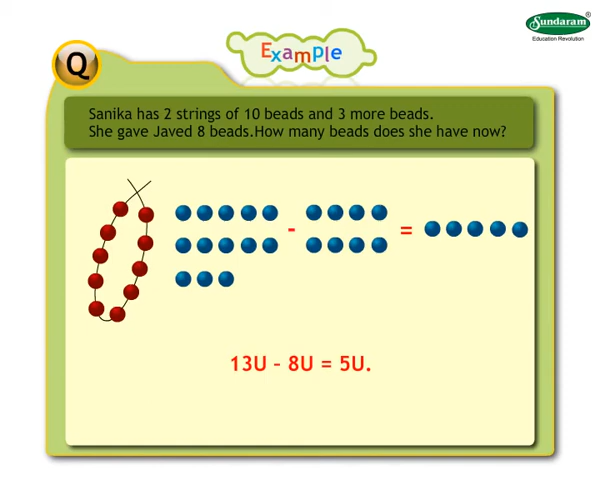 Sundaram®
Education Revolution
Example
Q
Sanika has 2 strings of 10 beads and 3 more beads.
She gave Javed 8 beads.How many beads does she have now?
- =
13U – 8U = 5U.